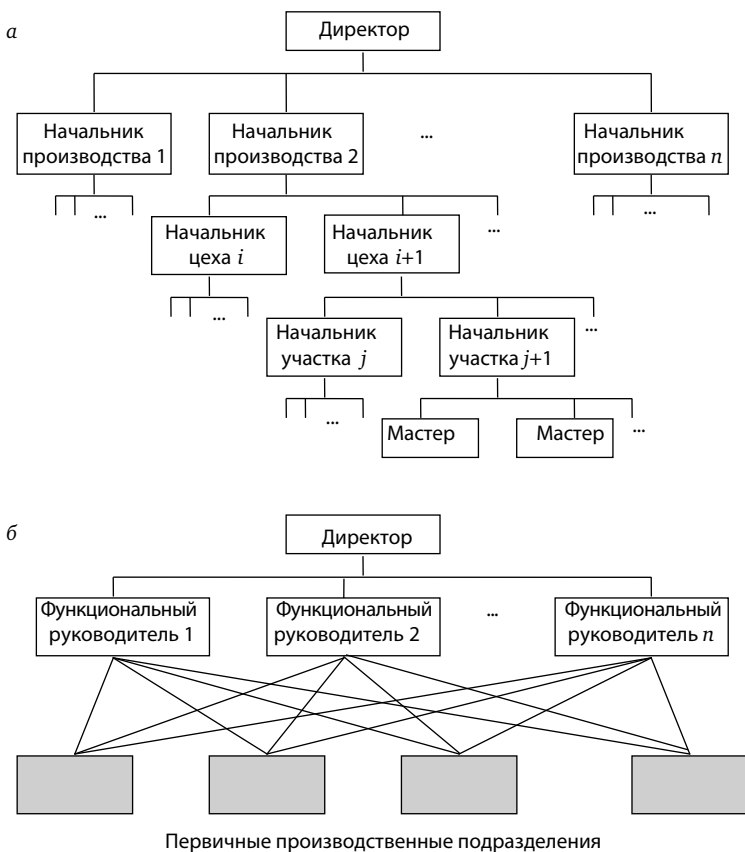 а
Директор
Начальник
производства 1
Начальник
производства 2
...
Начальник
производства n
...
...
Начальник
цеха i
Начальник
цеха i+1
...
...
Начальник
участка j
Начальник
участка j+1
...
...
Мастер
Мастер
...
б
Директор
Функциональный
руководитель 1
Функциональный
руководитель 2
...
Функциональный
руководитель n
Первичные производственные подразделения